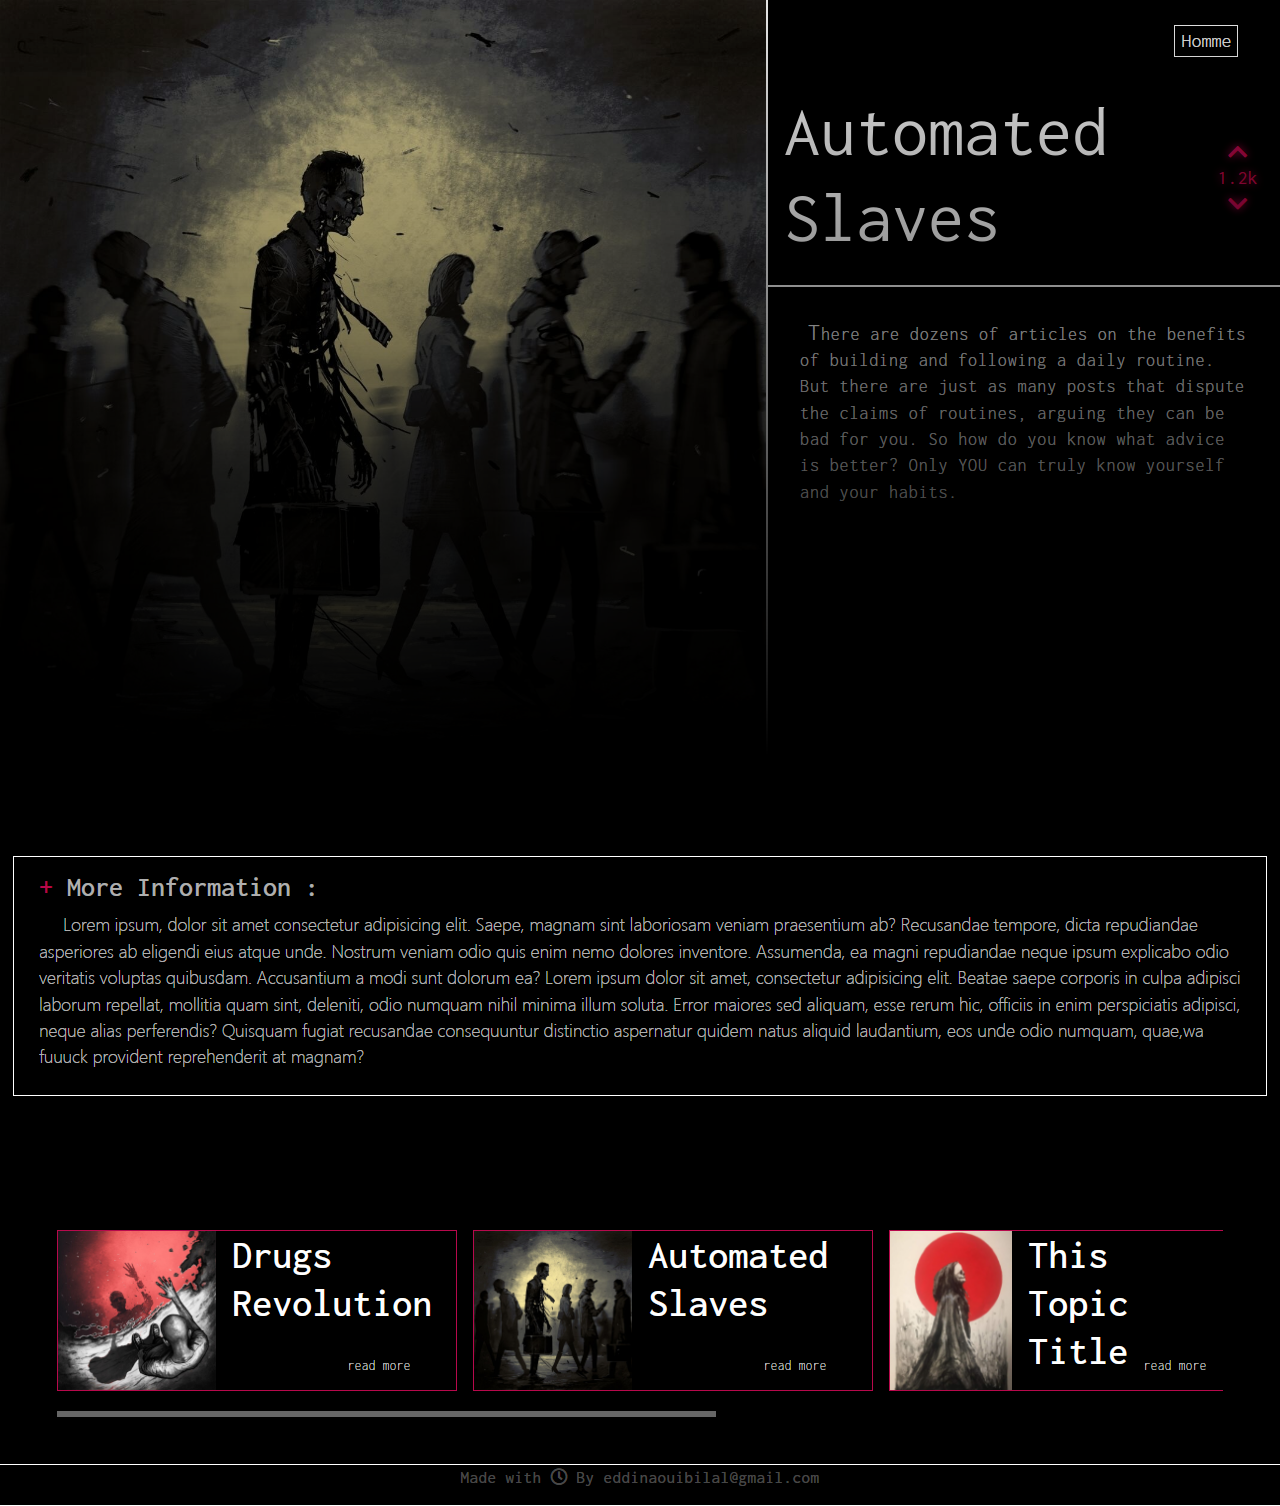 Homme
Automated
Slaves
1.2k
There are dozens of articles on the benefits
of building and following a daily routine.
But there are just as many posts that dispute
the claims of routines, arguing they can be
bad for you. So how do you know what advice
is better? Only YOU can truly know yourself
and your habits.
+ More Information :
Lorem ipsum, dolor sit amet consectetur adipisicing elit. Saepe, magnam sint laboriosam veniam praesentium ab? Recusandae tempore, dicta repudiandae
asperiores ab eligendi eius atque unde. Nostrum veniam odio quis enim nemo dolores inventore. Assumenda, ea magni repudiandae neque ipsum explicabo odio
veritatis voluptas quibusdam. Accusantium a modi sunt dolorum ea? Lorem ipsum dolor sit amet, consectetur adipisicing elit. Beatae saepe corporis in culpa adipisci
laborum repellat, mollitia quam sint, deleniti, odio numquam nihil minima illum soluta. Error maiores sed aliquam, esse rerum hic, officiis in enim perspiciatis adipisci,
neque alias perferendis? Quisquam fugiat recusandae consequuntur distinctio aspernatur quidem natus aliquid laudantium, eos unde odio numquam, quae,wa
fuuuck provident reprehenderit at magnam?
Drugs
Revolution
read more
Automated
Slaves
read more
This
Topic
Title
read more
Made with By eddinaouibilal@gmail.com